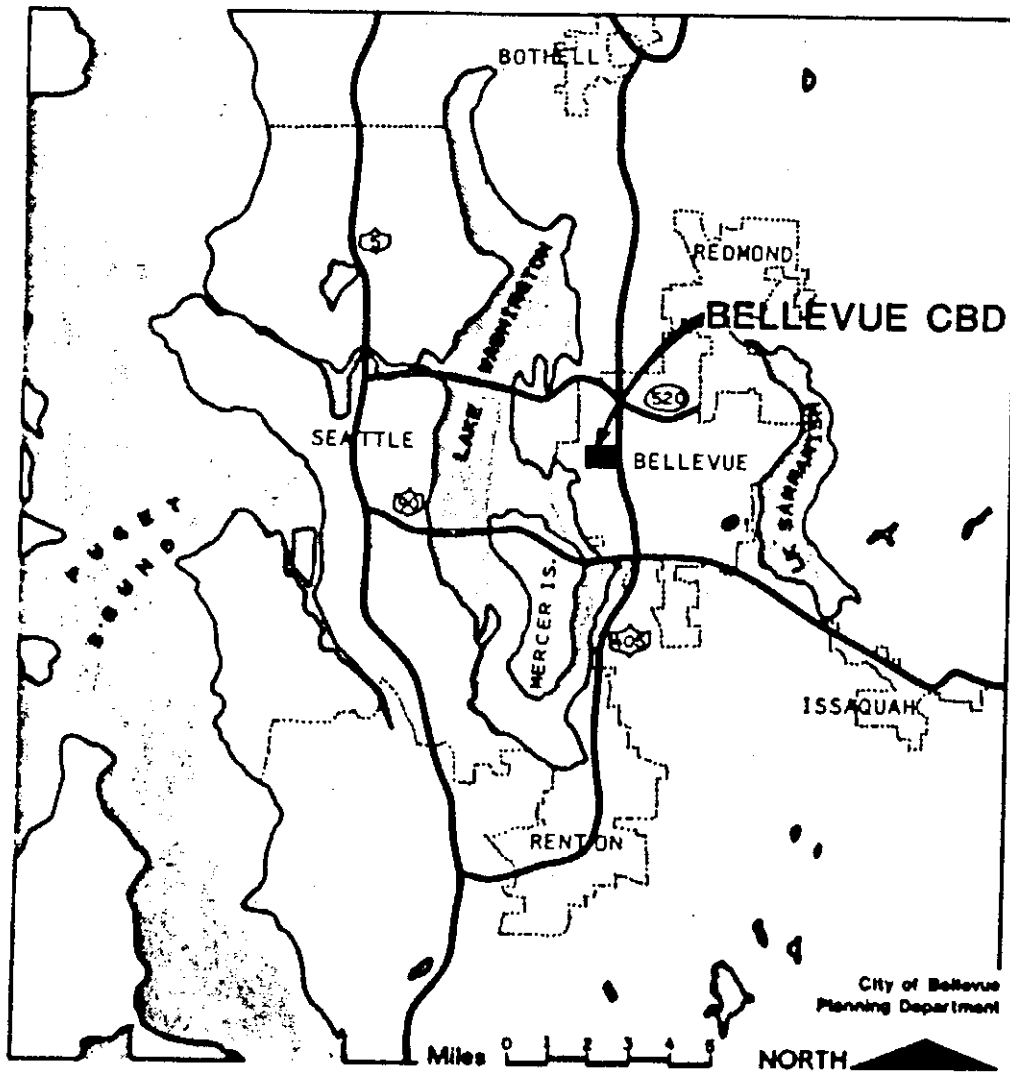 BOTHELL
5
REDMOND
LAKE WASHINGTON
BELLEVUE CBD
520
SEATTLE
BELLEVUE
LK SAMMAMISH
90
PUGET
SOUND
MERCER IS.
405
ISSAQUAH
RENTON
City of Bellevue
Planning Department
Miles 0 1 2 3 4 5
NORTH